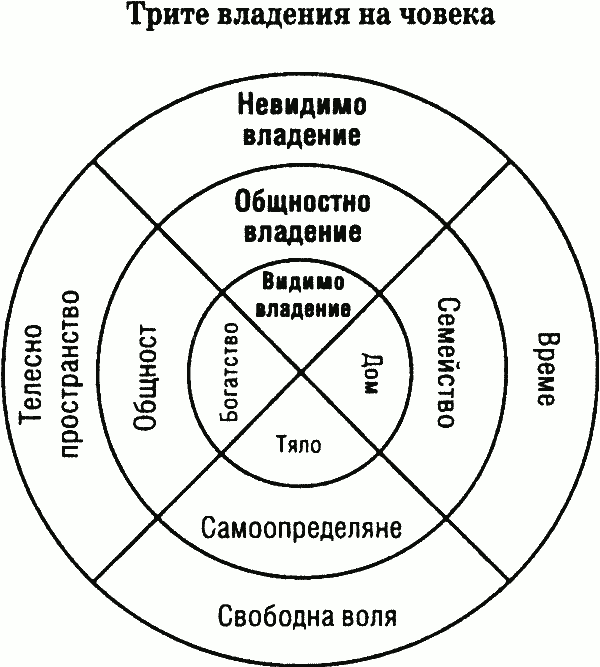 Трите владения на човека
Невидимо
владение
Общностно
владение
Видимо
владение
Телесно
пространство
Общност
Богатство
Дом
Семейство
Време
Тяло
Самоопределяне
Свободна воля